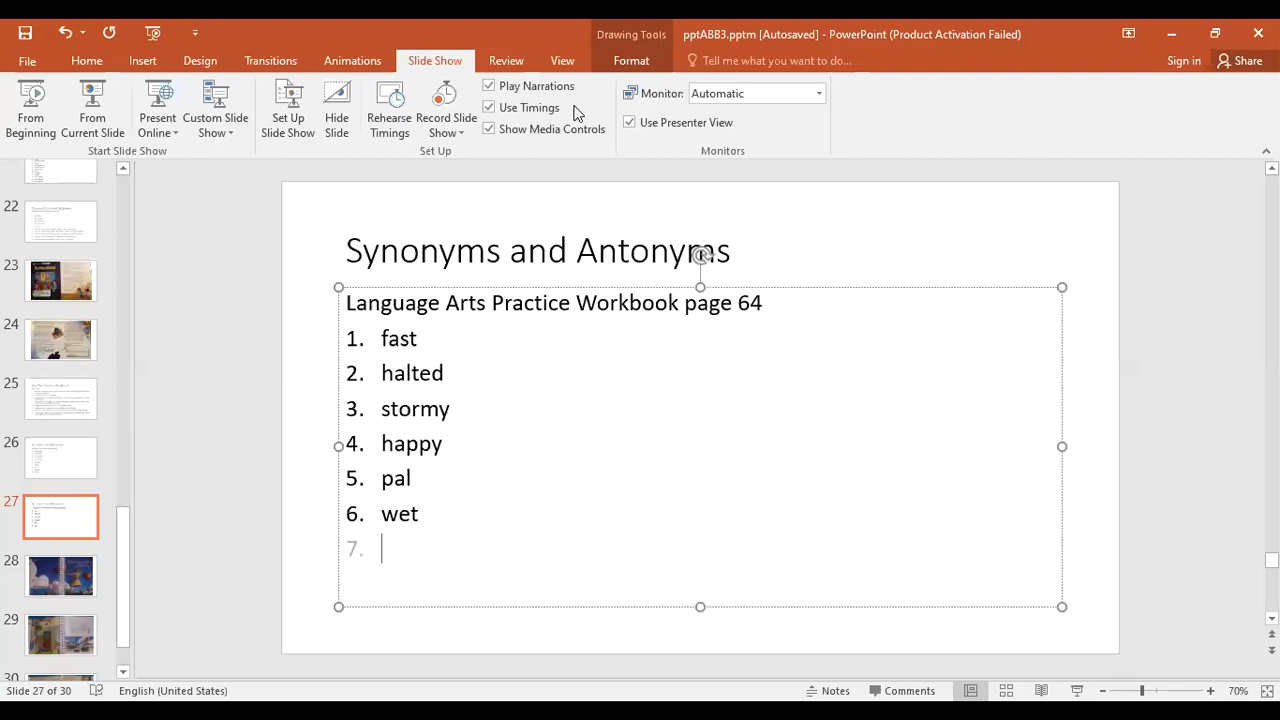 Drawing Tools
pptABB3.pptm [Autosaved] - PowerPoint (Product Activation Failed)
File Home Insert Design Transitions Animations Slide Show Review View Format Tell me what you want to do... Sign in Share
From Beginning
From Current Slide
Present Online
Custom Slide Show
Set Up Slide Show
Hide Slide
Rehearse Timings
Record Slide Show
Play Narrations
Use Timings
Show Media Controls
Monitor: Automatic
Use Presenter View
Start Slide Show Set Up Monitors
22
23
24
25
26
27
28
29
30
Synonyms and Antonyms
Language Arts Practice Workbook page 64
1. fast
2. halted
3. stormy
4. happy
5. pal
6. wet
7.
Slide 27 of 30 English (United States) Notes Comments 70%